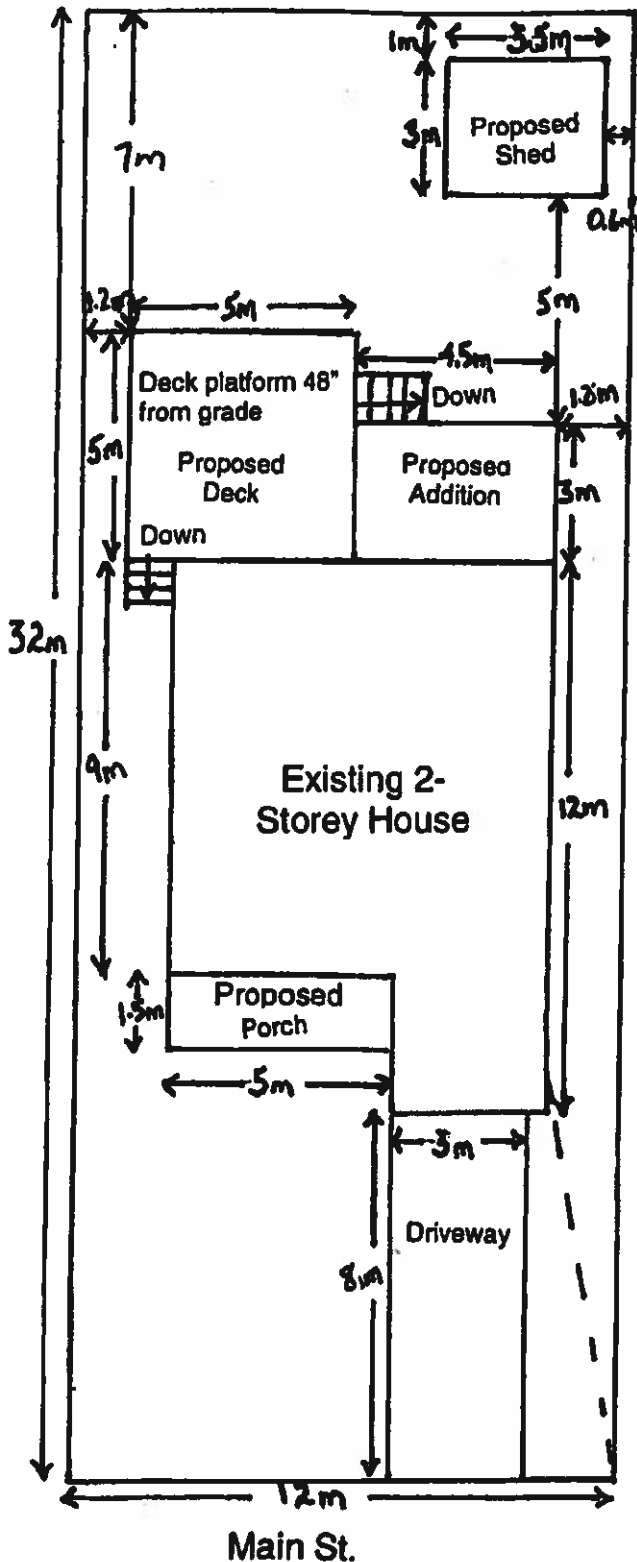 1m
3.5m
3m
Proposed
Shed
7m
0.6m
1.2m
5m
5m
4.5m
Deck platform 48"
from grade
Down
1.3m
5m
Proposed
Deck
Proposed
Addition
3m
Down
32m
9m
Existing 2-
Storey House
12m
1.5m
Proposed
Porch
5m
3m
Driveway
8m
12m
Main St.